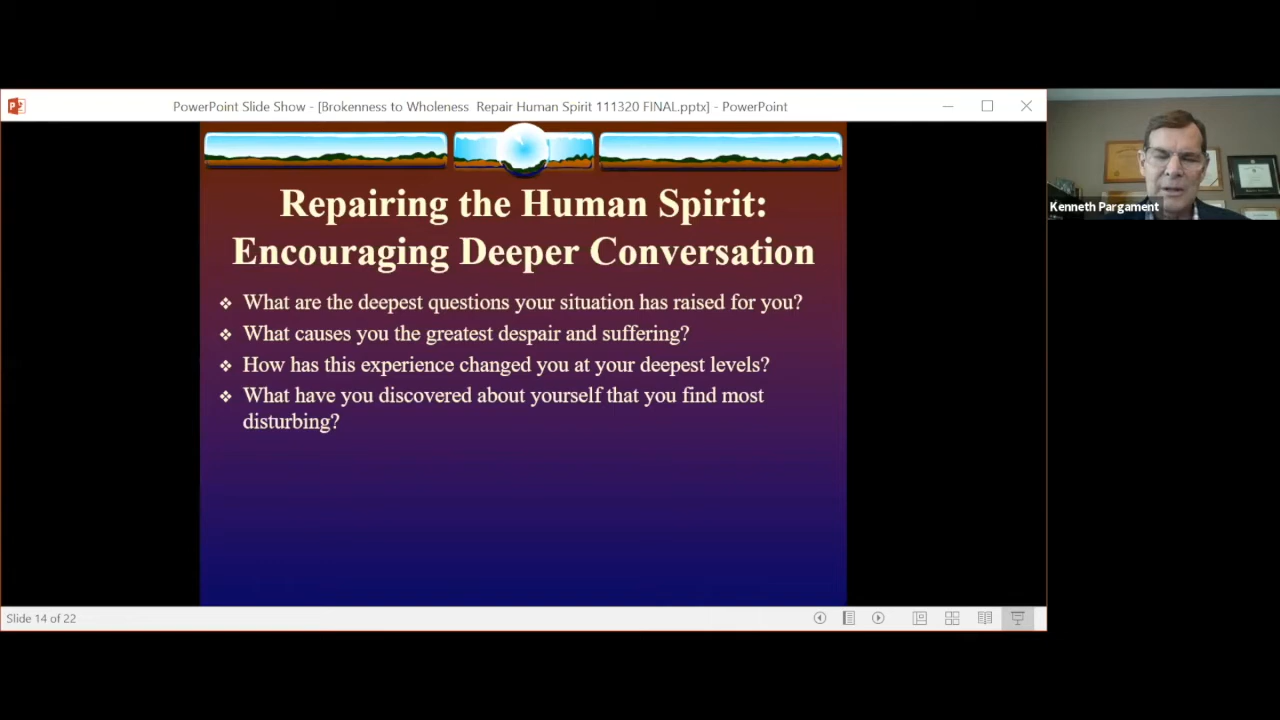 PowerPoint Slide Show - [Brokenness to Wholeness Repair Human Spirit 111320 FINAL.pptx] - PowerPoint
Repairing the Human Spirit:
Encouraging Deeper Conversation
❖ What are the deepest questions your situation has raised for you?
❖ What causes you the greatest despair and suffering?
❖ How has this experience changed you at your deepest levels?
❖ What have you discovered about yourself that you find most
disturbing?
Kenneth Pargament
Slide 14 of 22